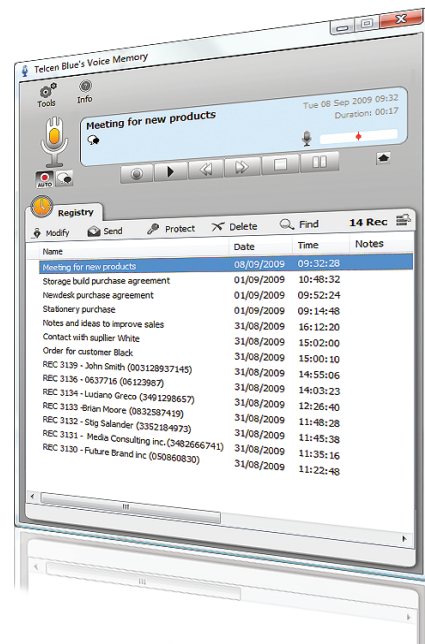 Telcen Blue's Voice Memory
Tools Info
Meeting for new products
Tue 08 Sep 2009 09:32
Duration: 00:17
AUTO
Registry
Modify Send Protect Delete Find 14 Rec
Name Date Time Notes
Meeting for new products 08/09/2009 09:32:28
Storage build purchase agreement 01/09/2009 10:48:32
Newdesk purchase agreement 01/09/2009 09:52:24
Stationery purchase 01/09/2009 09:14:48
Notes and ideas to improve sales 31/08/2009 16:12:20
Contact with supllier White 31/08/2009 15:02:00
Order for customer Black 31/08/2009 15:00:10
REC 3139 - John Smith (003128937145) 31/08/2009 14:55:06
REC 3136 - 0637716 (06123987) 31/08/2009 14:03:23
REC 3134 - Luciano Greco (3491298657) 31/08/2009 12:26:40
REC 3133 -Brian Moore (0832587419) 31/08/2009 11:48:28
REC 3132 - Stig Salander (3352184973) 31/08/2009 11:45:38
REC 3131 - Media Consulting inc.(3482666741) 31/08/2009 11:35:16
REC 3130 - Future Brand inc (050860830) 31/08/2009 11:22:48